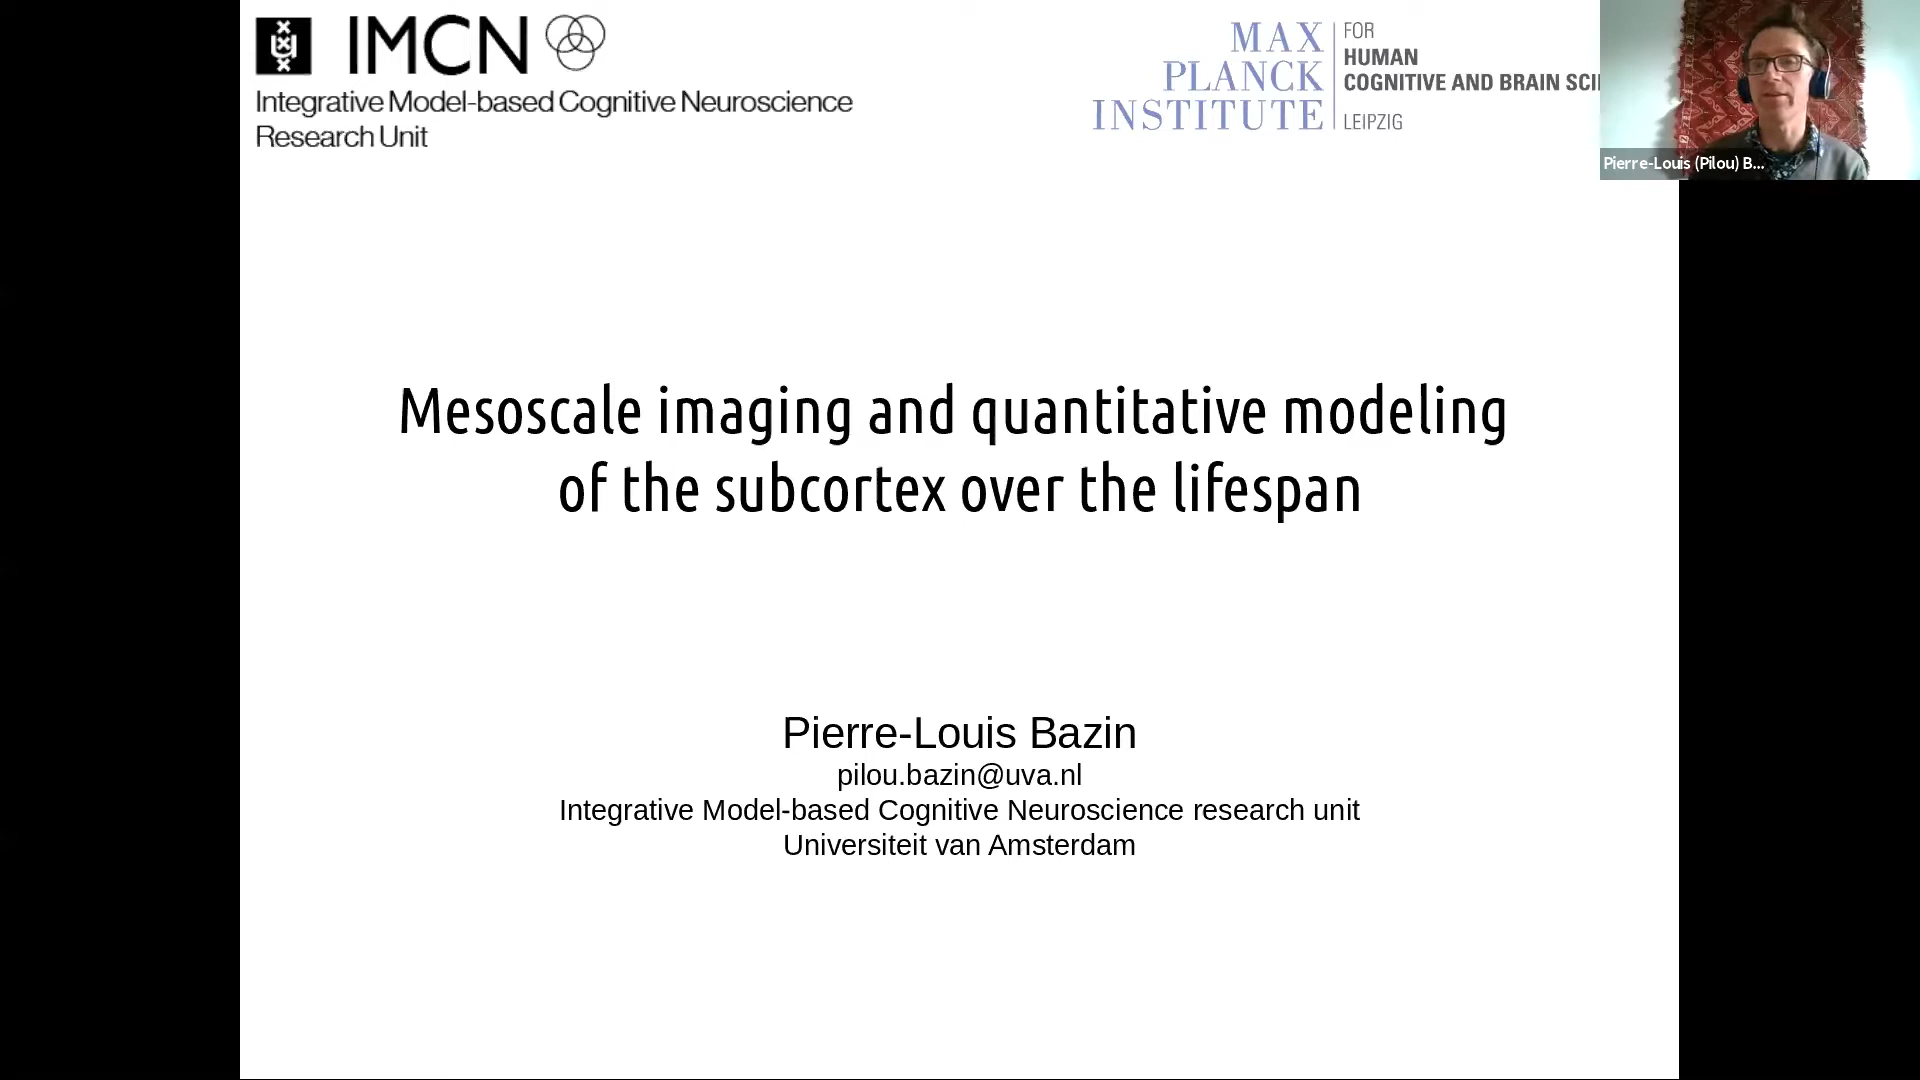 IMCN
Integrative Model-based Cognitive Neuroscience
Research Unit
MAX
PLANCK
INSTITUTE
FOR
HUMAN
COGNITIVE AND BRAIN SCI
LEIPZIG
Pierre-Louis (Pilou) B...
Mesoscale imaging and quantitative modeling
of the subcortex over the lifespan
Pierre-Louis Bazin
pilou.bazin@uva.nl
Integrative Model-based Cognitive Neuroscience research unit
Universiteit van Amsterdam